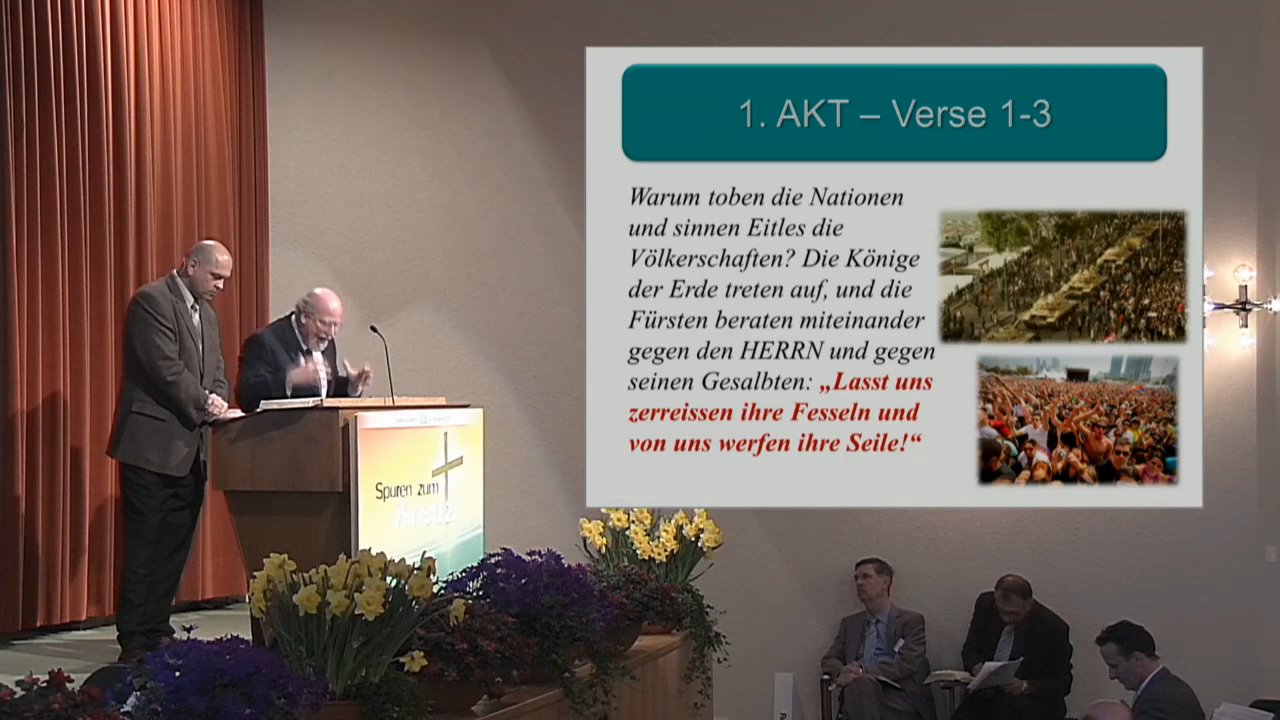 1. AKT – Verse 1-3
Warum toben die Nationen
und sinnen Eitles die
Völkerschaften? Die Könige
der Erde treten auf, und die
Fürsten beraten miteinander
gegen den HERRN und gegen
seinen Gesalbten: „Lasst uns
zerreissen ihre Fesseln und
von uns werfen ihre Seile!“
Spuren zum
Kreuz